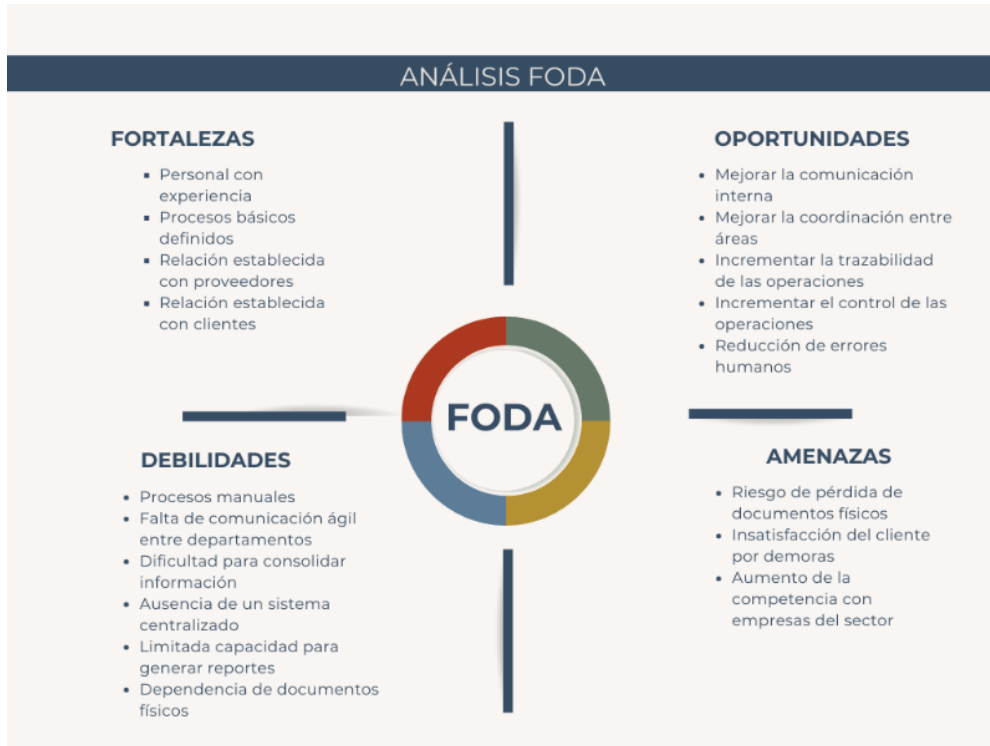 ANÁLISIS FODA
FORTALEZAS
Personal con
experiencia
Procesos básicos
definidos
Relación establecida
con proveedores
Relación establecida
con clientes
OPORTUNIDADES
Mejorar la comunicación
interna
Mejorar la coordinación entre
áreas
Incrementar la trazabilidad
de las operaciones
Incrementar el control de las
operaciones
Reducción de errores
humanos
FODA
DEBILIDADES
Procesos manuales
Falta de comunicación ágil
entre departamentos
Dificultad para consolidar
información
Ausencia de un sistema
centralizado
Limitada capacidad para
generar reportes
Dependencia de documentos
físicos
AMENAZAS
Riesgo de pérdida de
documentos físicos
Insatisfacción del cliente
por demoras
Aumento de la
competencia con
empresas del sector